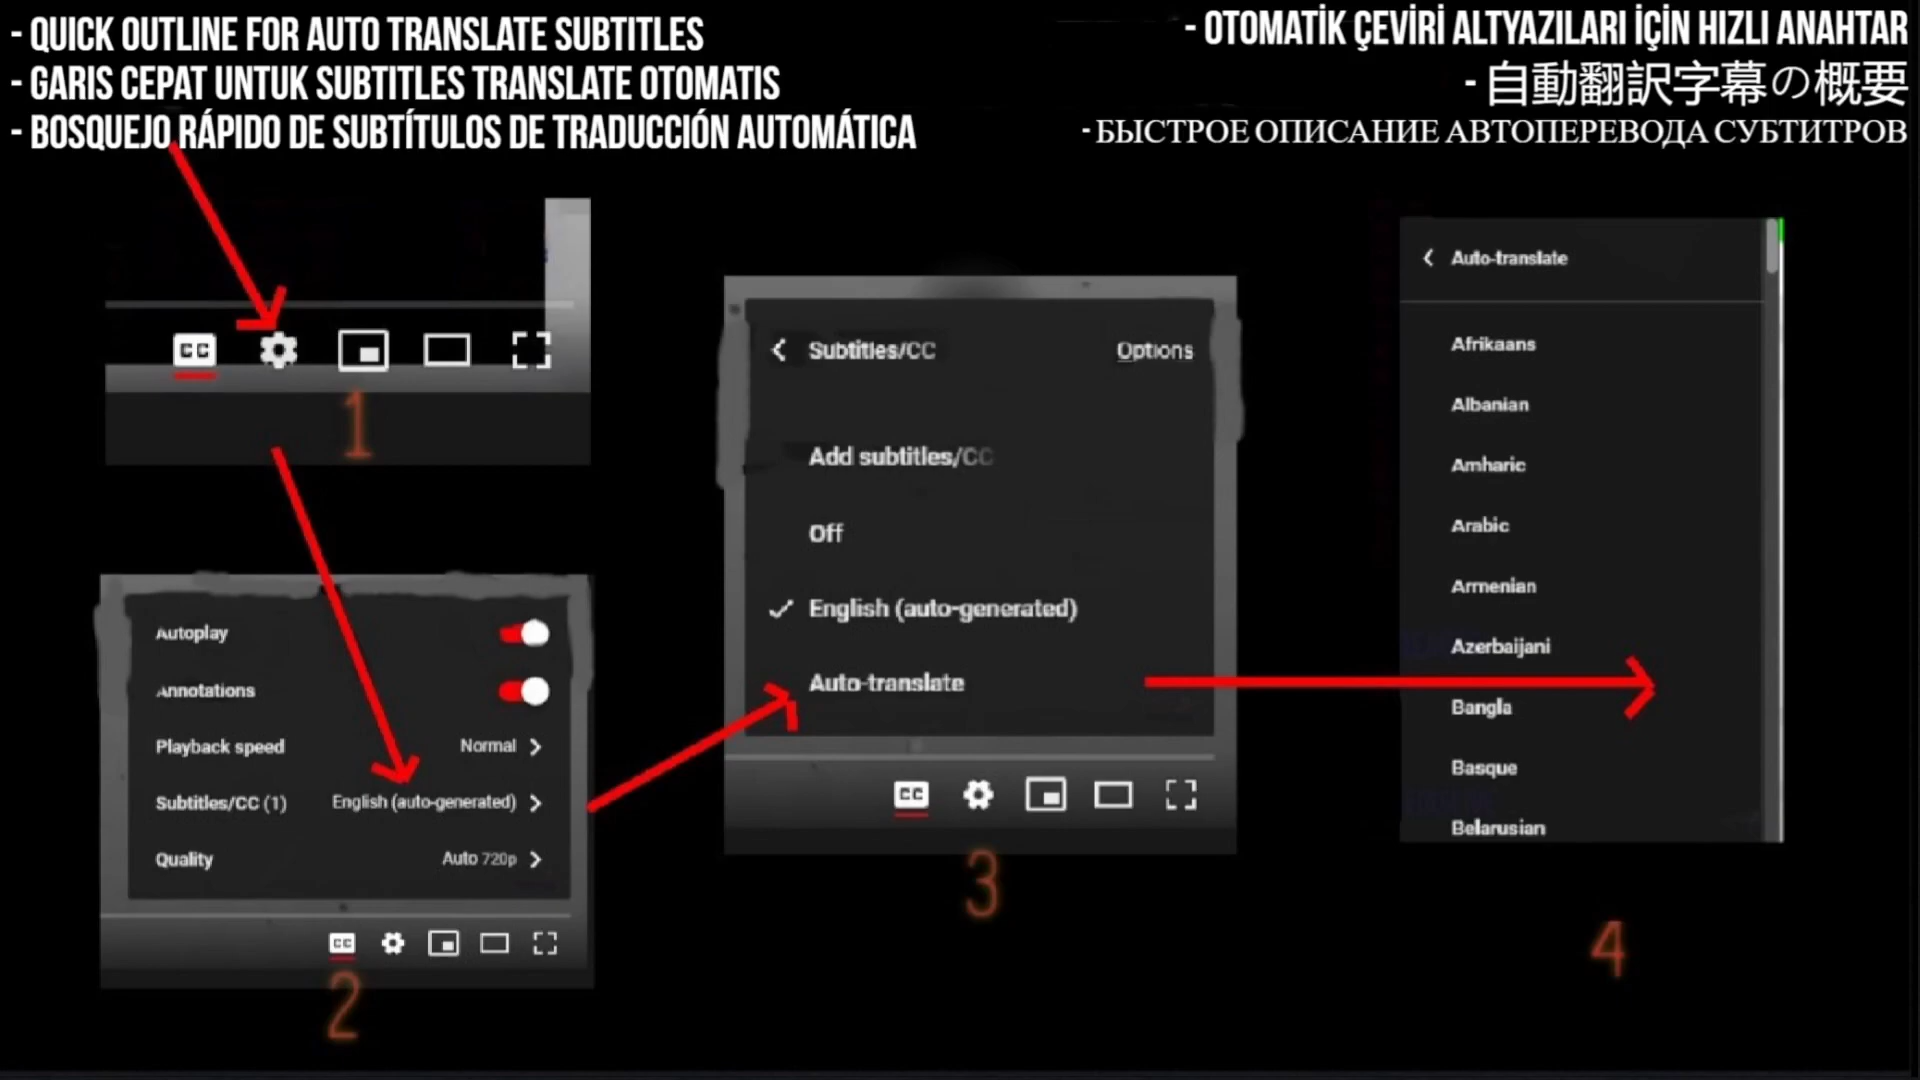 - QUICK OUTLINE FOR AUTO TRANSLATE SUBTITLES
- GARIS CEPAT UNTUK SUBTITLES TRANSLATE OTOMATIS
- BOSQUEJO RÁPIDO DE SUBTÍTULOS DE TRADUCCIÓN AUTOMÁTICA
- OTOMATİK ÇEVİRİ ALTYAZILARI İÇİN HIZLI ANAHTAR
- 自動翻訳字幕の概要
- БЫСТРОЕ ОПИСАНИЕ АВТОПЕРЕВОДА СУБТИТРОВ
CC
1
Autoplay
Annotations
Playback speed Normal
Subtitles/CC (1) English (auto-generated)
Quality Auto 720p
CC
2
Subtitles/CC Options
Add subtitles/CC
Off
English (auto-generated)
Auto-translate
CC
3
Auto-translate
Afrikaans
Albanian
Amharic
Arabic
Armenian
Azerbaijani
Bangla
Basque
Belarusian
4